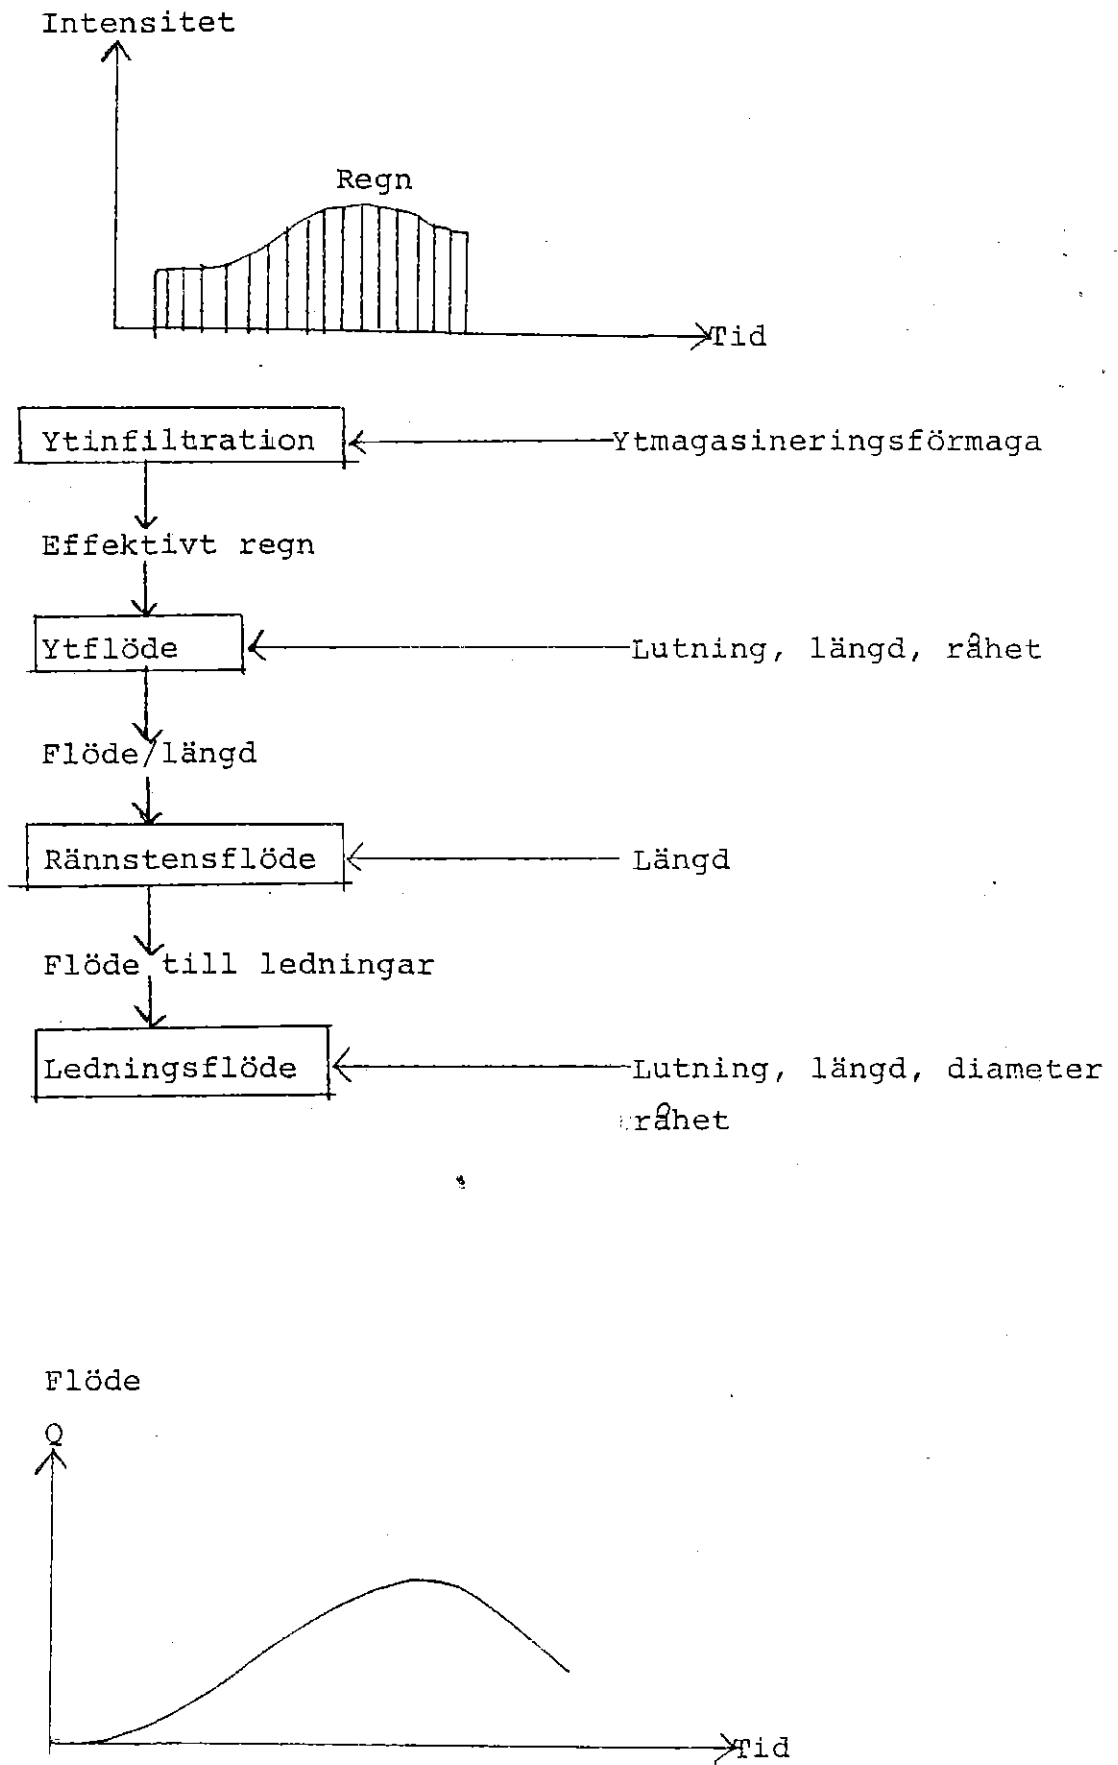 Intensitet
Regn
Tid
Ytinfiltration
Ytmagasineringsförmaga
Effektivt regn
Ytflöde
Lutning, längd, råhet
Flöde/längd
Rännstensflöde
Längd
Flöde till ledningar
Ledningsflöde
Lutning, längd, diameter
råhet
Flöde
Q
Tid